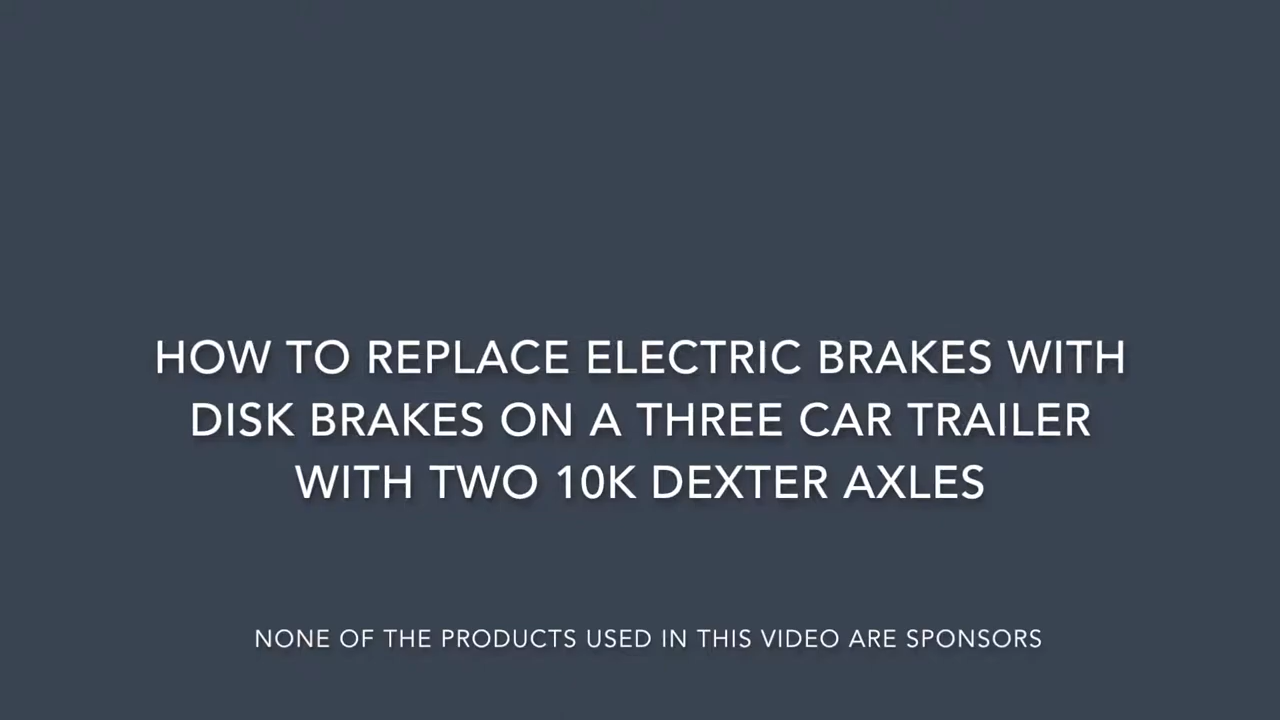 HOW TO REPLACE ELECTRIC BRAKES WITH
DISK BRAKES ON A THREE CAR TRAILER
WITH TWO 10K DEXTER AXLES
NONE OF THE PRODUCTS USED IN THIS VIDEO ARE SPONSORS